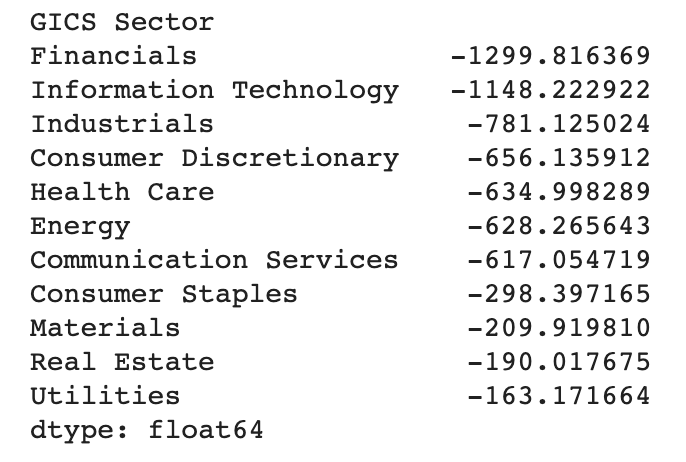 GICS Sector
Financials -1299.816369
Information Technology -1148.222922
Industrials -781.125024
Consumer Discretionary -656.135912
Health Care -634.998289
Energy -628.265643
Communication Services -617.054719
Consumer Staples -298.397165
Materials -209.919810
Real Estate -190.017675
Utilities -163.171664
dtype: float64